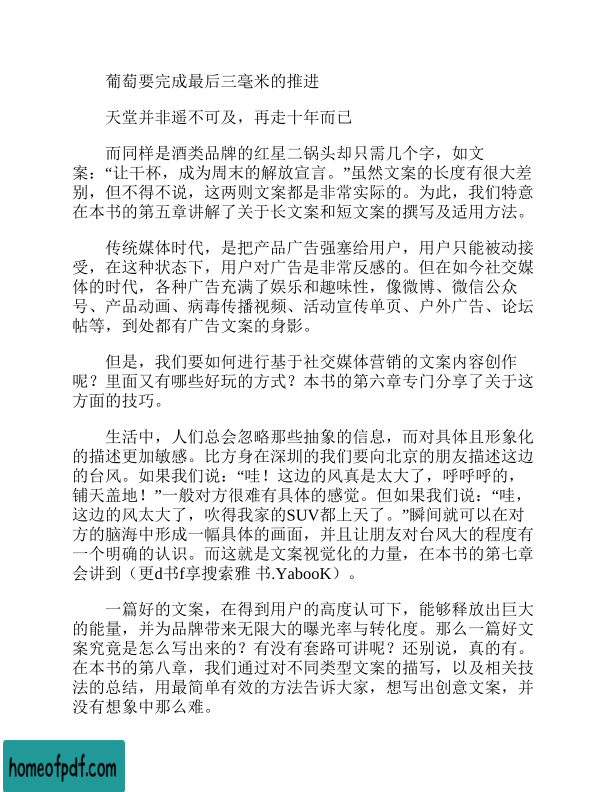 葡萄要完成最后三毫米的推进
天堂并非遥不可及，再走十年而已
而同样是酒类品牌的红星二锅头却只需几个字，如文
案：“让干杯，成为周末的解放宣言。”虽然文案的长度有很大差
别，但不得不说，这两则文案都是非常实际的。为此，我们特意
在本书的第五章讲解了关于长文案和短文案的撰写及适用方法。
传统媒体时代，是把产品广告强塞给用户，用户只能被动接
受，在这种状态下，用户对广告是非常反感的。但在如今社交媒
体的时代，各种广告充满了娱乐和趣味性，像微博、微信公众
号、产品动画、病毒传播视频、活动宣传单页、户外广告、论坛
帖等，到处都有广告文案的身影。
但是，我们要如何进行基于社交媒体营销的文案内容创作
呢？里面又有哪些好玩的方式？本书的第六章专门分享了关于这
方面的技巧。
生活中，人们总会忽略那些抽象的信息，而对具体且形象化
的描述更加敏感。比方身在深圳的我们要向北京的朋友描述这边
的台风。如果我们说：“哇！这边的风真是太大了，呼呼呼的，
铺天盖地！”一般对方很难有具体的感觉。但如果我们说：“哇，
这边的风太大了，吹得我家的SUV都上天了。”瞬间就可以在对
方的脑海中形成一幅具体的画面，并且让朋友对台风大的程度有
一个明确的认识。而这就是文案视觉化的力量，在本书的第七章
会讲到（更d书f享搜索雅 书.YabooK）。
一篇好的文案，在得到用户的高度认可下，能够释放出巨大
的能量，并为品牌带来无限大的曝光率与转化度。那么一篇好文
案究竟是怎么写出来的？有没有套路可讲呢？还别说，真的有。
在本书的第八章，我们通过对不同类型文案的描写，以及相关技
法的总结，用最简单有效的方法告诉大家，想写出创意文案，并
没有想象中那么难。
homeofpdf.com